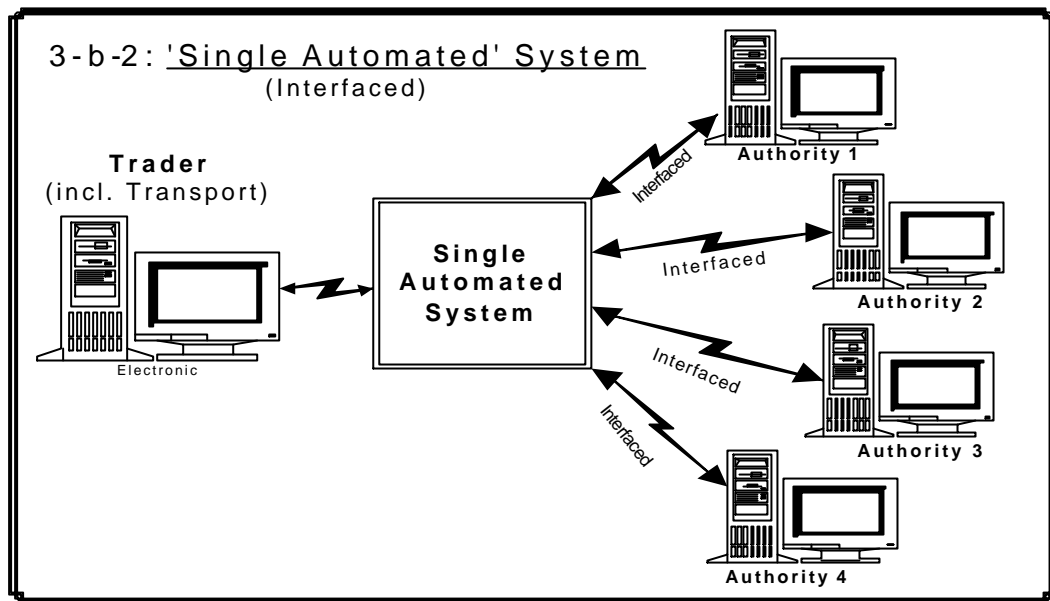 3-b-2: 'Single Automated' System
(Interfaced)
Trader
(incl. Transport)
Electronic
Single
Automated
System
Interfaced
Authority 1
Interfaced
Authority 2
Interfaced
Authority 3
Interfaced
Authority 4